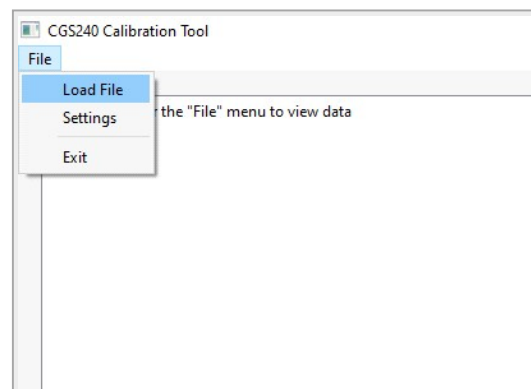 CGS240 Calibration Tool
File
Load File
the "File" menu to view data
Settings
Exit